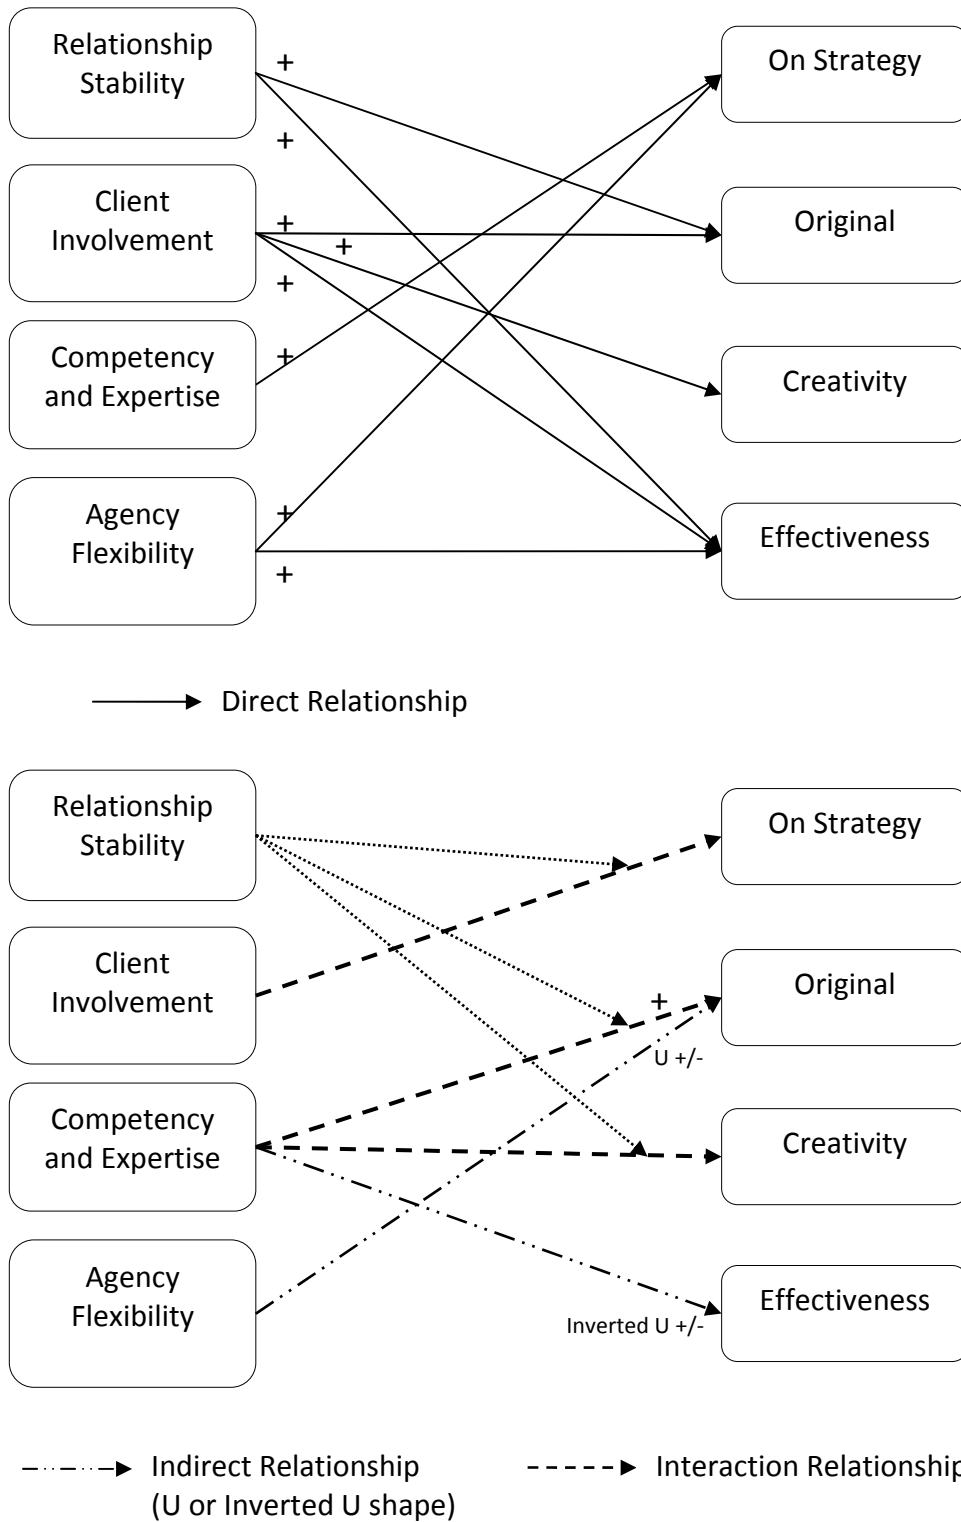 Relationship
Stability
+
+
On Strategy
Client
Involvement
+
+
+
Original
Competency
and Expertise
+
Creativity
Agency
Flexibility
+
+
Effectiveness
Direct Relationship
Relationship
Stability
On Strategy
Client
Involvement
Original
+
U +/-
Competency
and Expertise
Creativity
Agency
Flexibility
Effectiveness
Inverted U +/-
Indirect Relationship
(U or Inverted U shape)
Interaction Relationship